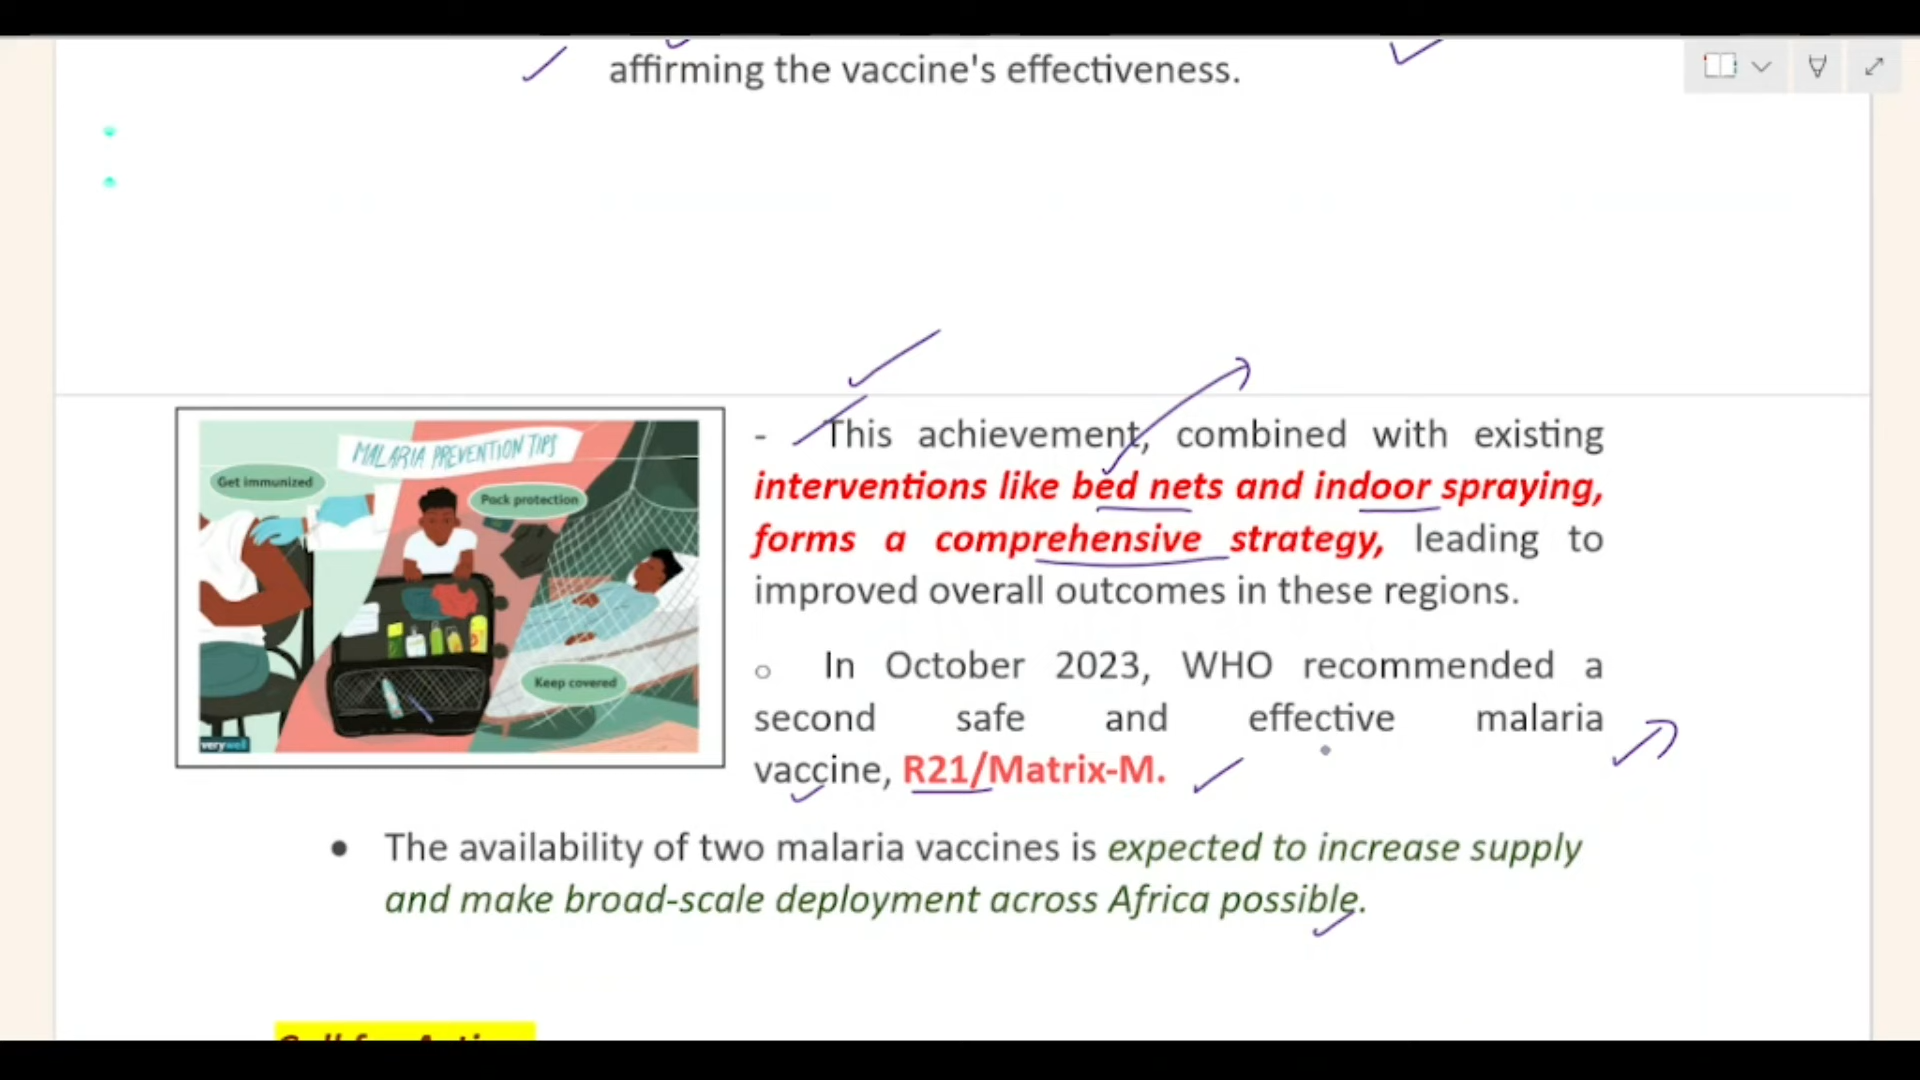 affirming the vaccine's effectiveness.
MALARIA PREVENTION TIPS
Get immunized
Pack protection
Keep covered
verywell
- This achievement, combined with existing
interventions like bed nets and indoor spraying,
forms a comprehensive strategy, leading to
improved overall outcomes in these regions.
o In October 2023, WHO recommended a
second safe and effective malaria
vaccine, R21/Matrix-M.
• The availability of two malaria vaccines is expected to increase supply
and make broad-scale deployment across Africa possible.